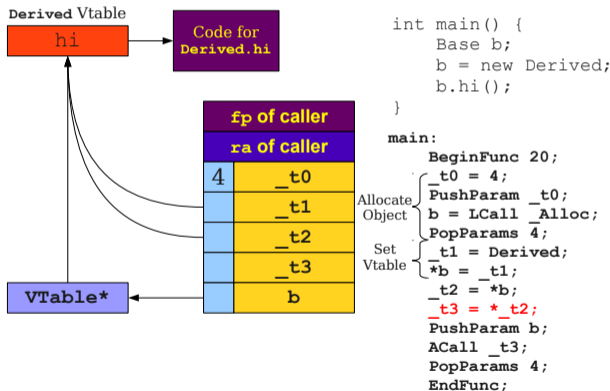 Derived Vtable
hi
Code for
Derived.hi
fp of caller
ra of caller
4 _t0
_t1
_t2
_t3
b
VTable*
int main() {
Base b;
b = new Derived;
b.hi();
}
main:
BeginFunc 20;
_t0 = 4;
PushParam _t0;
b = LCall _Alloc;
PopParams 4;
_t1 = Derived;
*b = _t1;
_t2 = *b;
_t3 = *_t2;
PushParam b;
ACall _t3;
PopParams 4;
EndFunc;
Allocate
Object
Set
Vtable